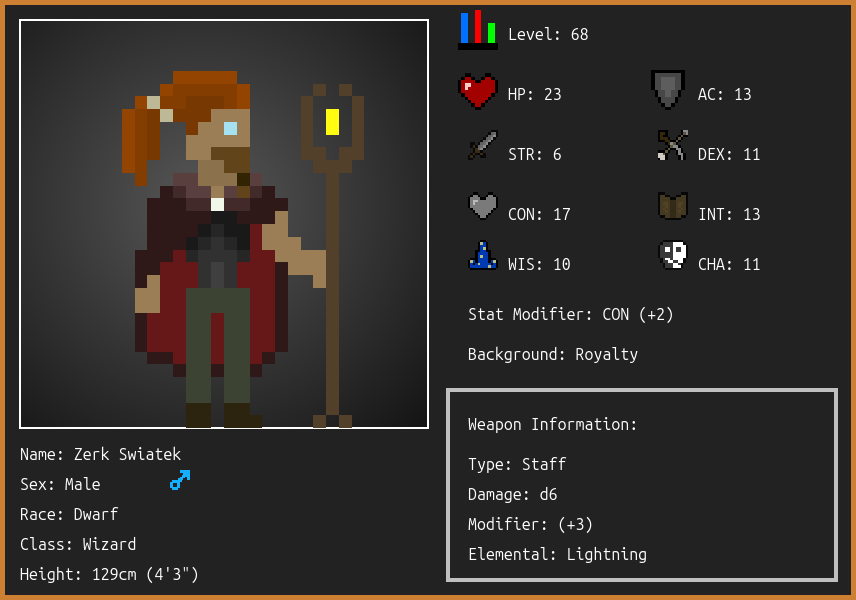 Level: 68
HP: 23
AC: 13
STR: 6
DEX: 11
CON: 17
INT: 13
WIS: 10
CHA: 11
Stat Modifier: CON (+2)
Background: Royalty
Weapon Information:
Type: Staff
Damage: d6
Modifier: (+3)
Elemental: Lightning
Name: Zerk Swiatek
Sex: Male
Race: Dwarf
Class: Wizard
Height: 129cm (4'3")